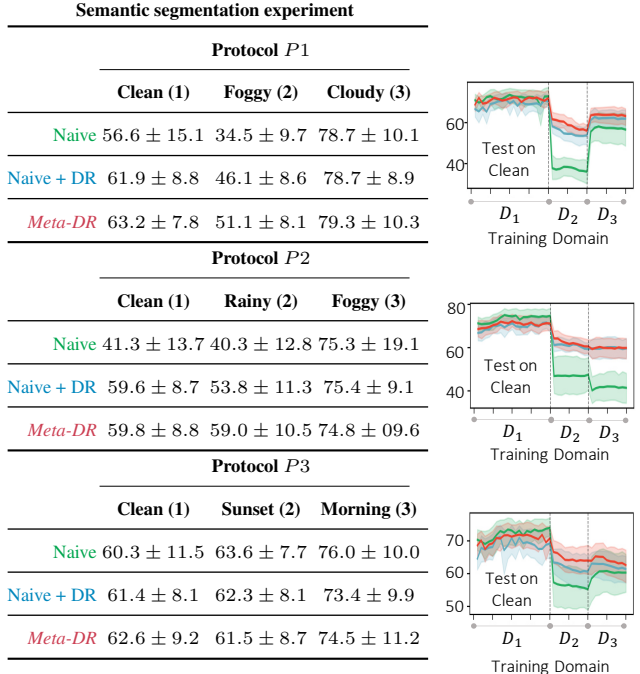 Semantic segmentation experiment
Protocol P1
Clean (1) Foggy (2) Cloudy (3)
Naive 56.6 ± 15.1 34.5 ± 9.7 78.7 ± 10.1
Naive + DR 61.9 ± 8.8 46.1 ± 8.6 78.7 ± 8.9
Meta-DR 63.2 ± 7.8 51.1 ± 8.1 79.3 ± 10.3
60
40
Test on
Clean
D1 D2 D3
Training Domain
Protocol P2
Clean (1) Rainy (2) Foggy (3)
Naive 41.3 ± 13.7 40.3 ± 12.8 75.3 ± 19.1
Naive + DR 59.6 ± 8.7 53.8 ± 11.3 75.4 ± 9.1
Meta-DR 59.8 ± 8.8 59.0 ± 10.5 74.8 ± 09.6
80
60
40
Test on
Clean
D1 D2 D3
Training Domain
Protocol P3
Clean (1) Sunset (2) Morning (3)
Naive 60.3 ± 11.5 63.6 ± 7.7 76.0 ± 10.0
Naive + DR 61.4 ± 8.1 62.3 ± 8.1 73.4 ± 9.9
Meta-DR 62.6 ± 9.2 61.5 ± 8.7 74.5 ± 11.2
70
60
50
Test on
Clean
D1 D2 D3
Training Domain